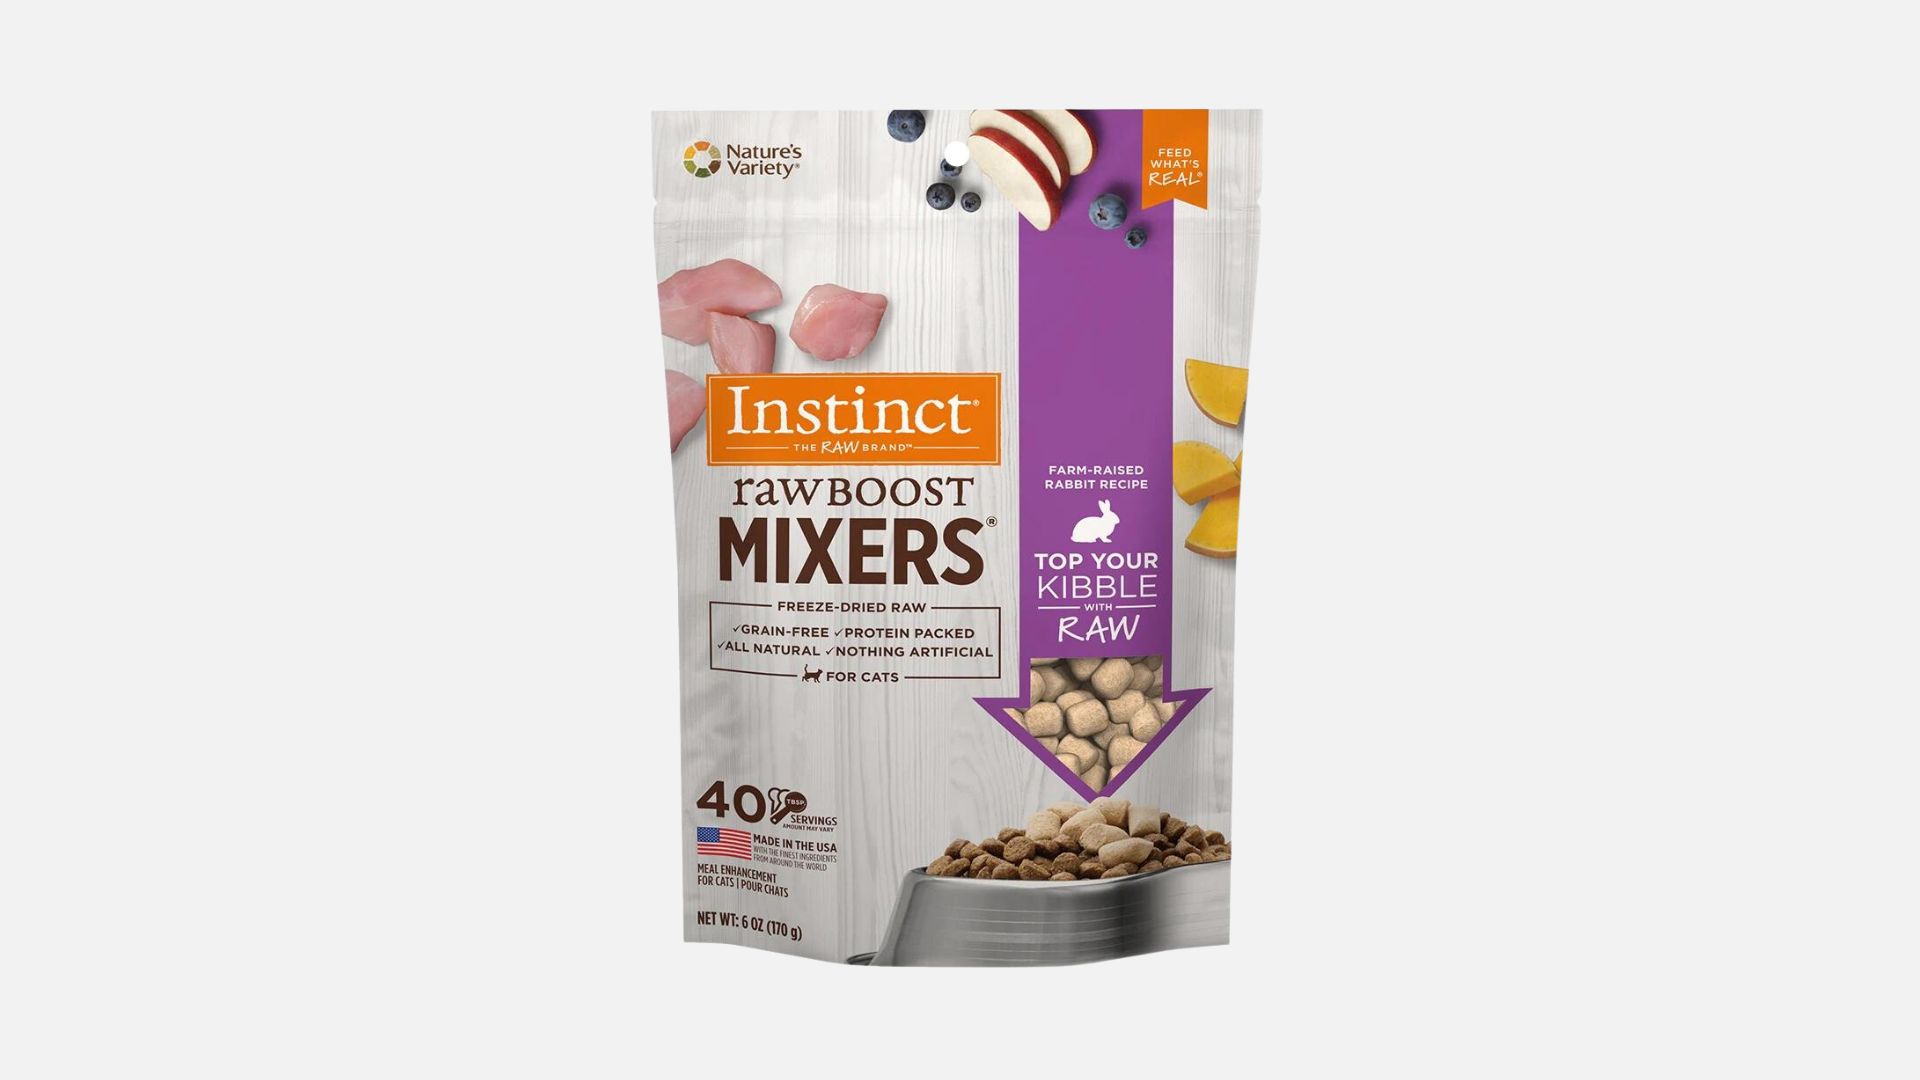 Nature's
Variety®
FEED
WHAT'S
REAL®
Instinct®
THE RAW BRAND™
raw BOOST
MIXERS®
FREEZE-DRIED RAW
✓GRAIN-FREE ✓PROTEIN PACKED
✓ALL NATURAL ✓NOTHING ARTIFICIAL
FOR CATS
FARM-RAISED
RABBIT RECIPE
TOP YOUR
KIBBLE
WITH
RAW
40 TBSP.
SERVINGS
AMOUNT MAY VARY
MADE IN THE USA
WITH THE FINEST INGREDIENTS
FROM AROUND THE WORLD
MEAL ENHANCEMENT
FOR CATS | POUR CHATS
NET WT: 6 OZ (170 g)